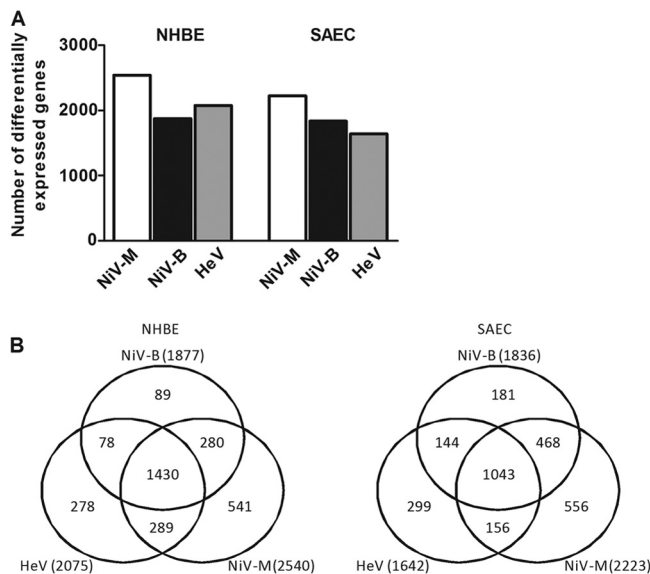 A
NHBE SAEC
Number of differentially
expressed genes
3000
2000
1000
0
NiV-M NiV-B HeV NiV-M NiV-B HeV
B
NHBE
NiV-B (1877)
89
78 280
1430
278 541
289
HeV (2075) NiV-M (2540)
SAEC
NiV-B (1836)
181
144 468
1043
299 556
156
HeV (1642) NiV-M (2223)